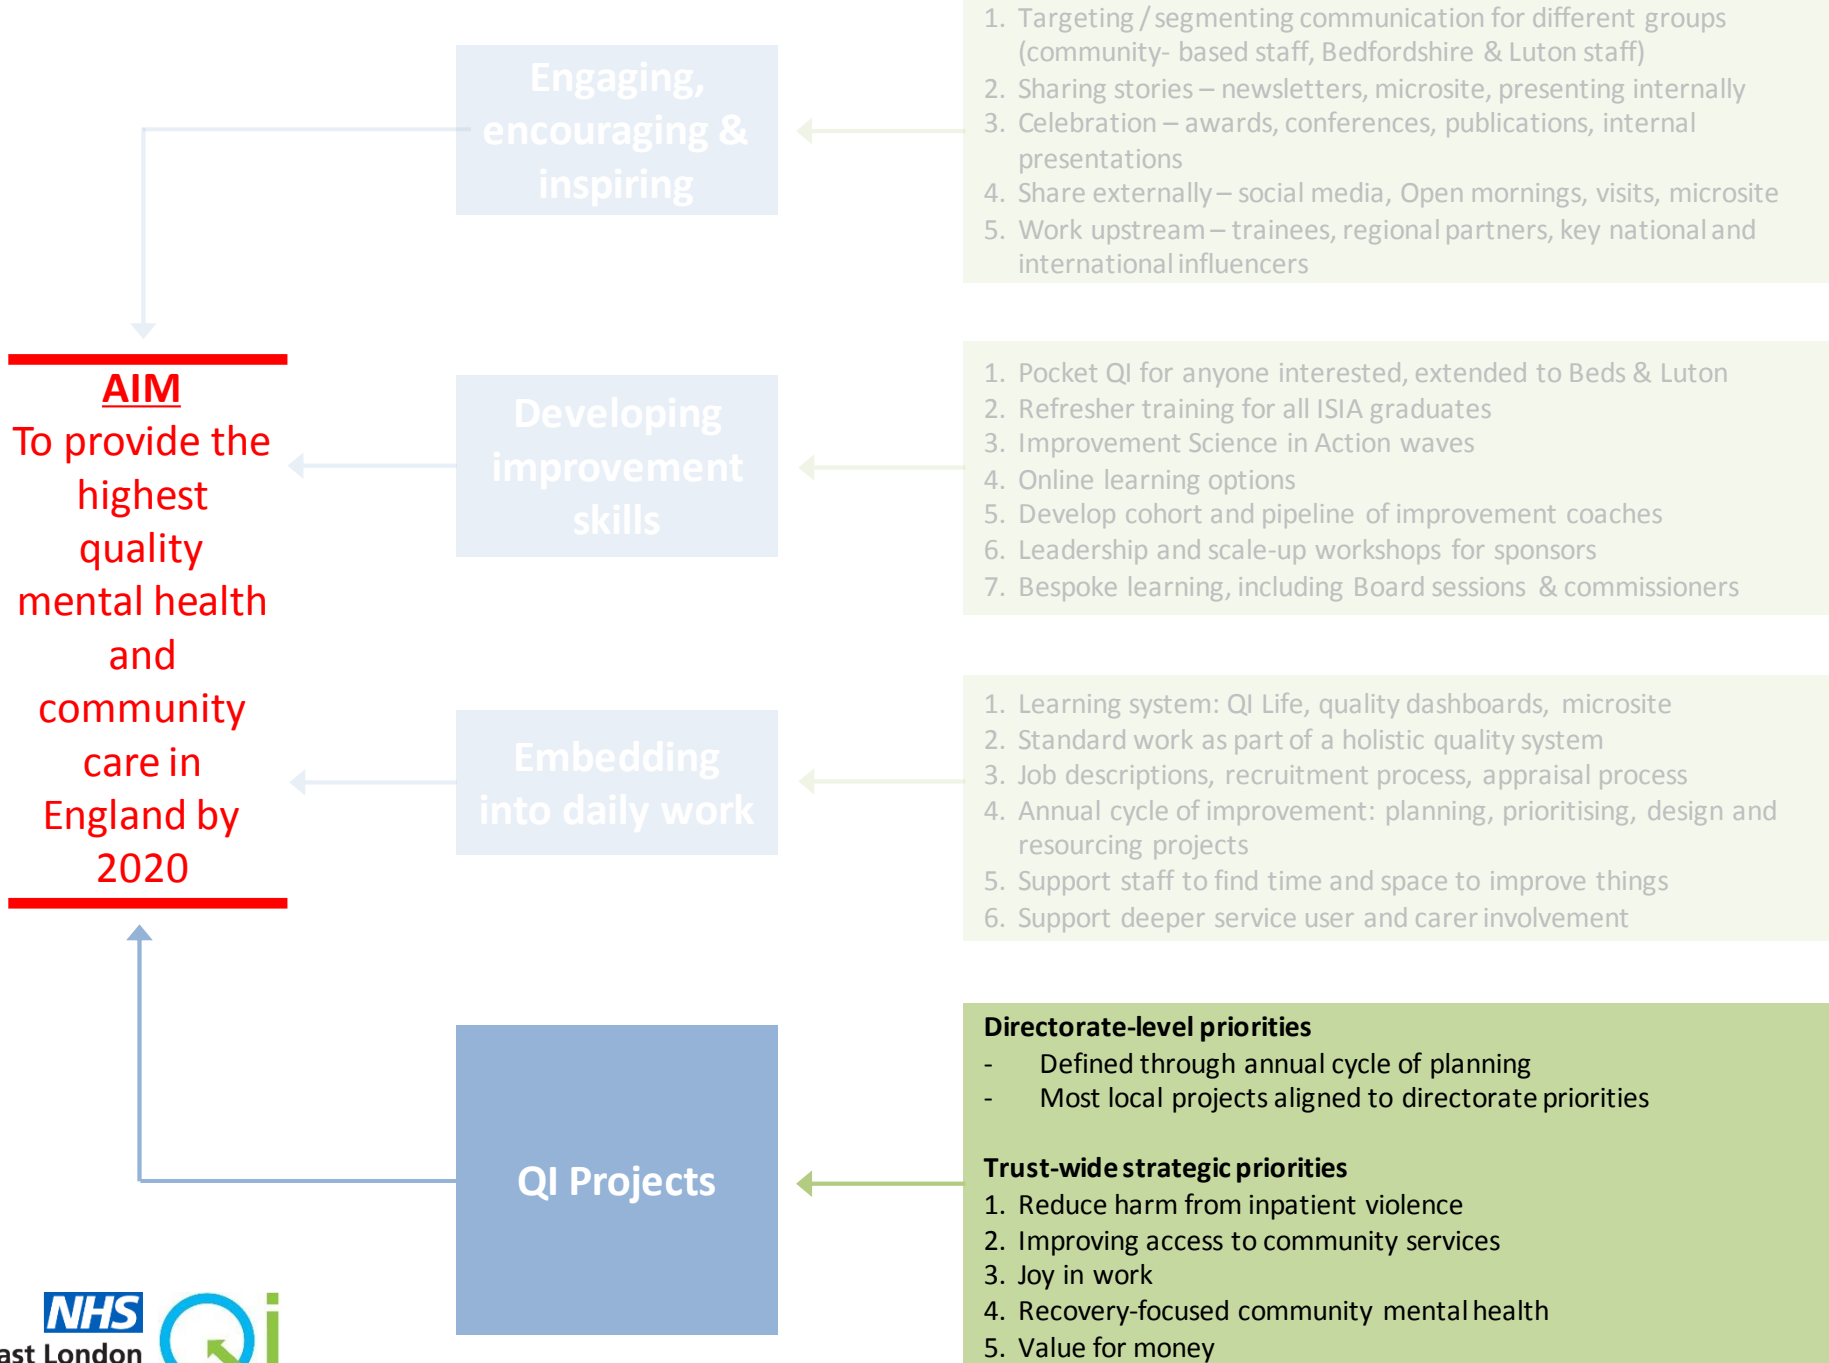 1. Targeting / segmenting communication for different groups
(community- based staff, Bedfordshire & Luton staff)
2. Sharing stories – newsletters, microsite, presenting internally
3. Celebration – awards, conferences, publications, internal
presentations
4. Share externally – social media, Open mornings, visits, microsite
5. Work upstream – trainees, regional partners, key national and
international influencers
Engaging,
encouraging &
inspiring
AIM
To provide the
highest
quality
mental health
and
community
care in
England by
2020
Developing
improvement
skills
1. Pocket QI for anyone interested, extended to Beds & Luton
2. Refresher training for all ISIA graduates
3. Improvement Science in Action waves
4. Online learning options
5. Develop cohort and pipeline of improvement coaches
6. Leadership and scale-up workshops for sponsors
7. Bespoke learning, including Board sessions & commissioners
Embedding
into daily work
1. Learning system: QI Life, quality dashboards, microsite
2. Standard work as part of a holistic quality system
3. Job descriptions, recruitment process, appraisal process
4. Annual cycle of improvement: planning, prioritising, design and
resourcing projects
5. Support staff to find time and space to improve things
6. Support deeper service user and carer involvement
QI Projects
Directorate-level priorities
- Defined through annual cycle of planning
- Most local projects aligned to directorate priorities
Trust-wide strategic priorities
1. Reduce harm from inpatient violence
2. Improving access to community services
3. Joy in work
4. Recovery-focused community mental health
5. Value for money
NHS
London
Qi